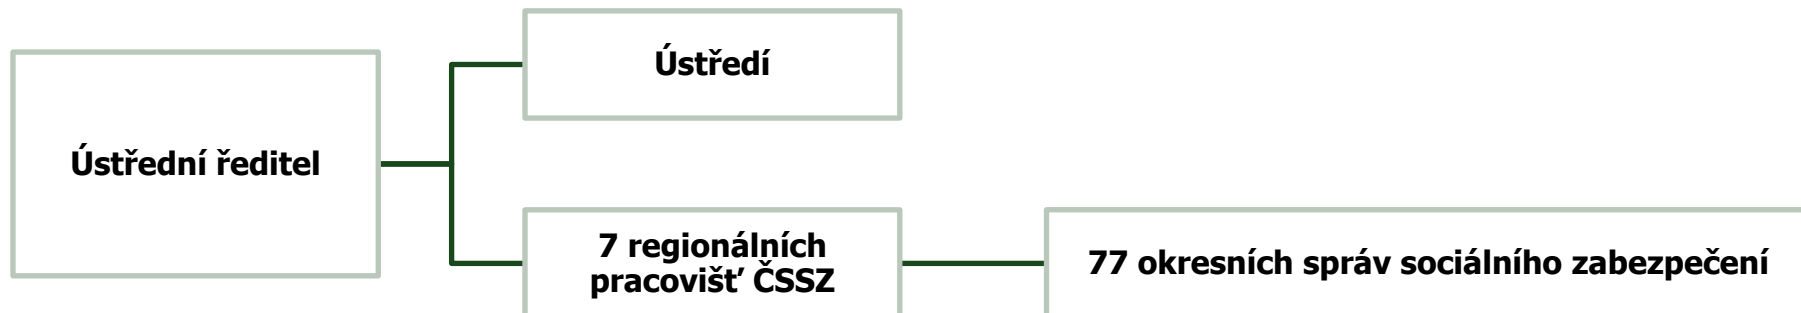 Ústředí
Ústřední ředitel
7 regionálních
pracovišť ČSSZ
77 okresních správ sociálního zabezpečení